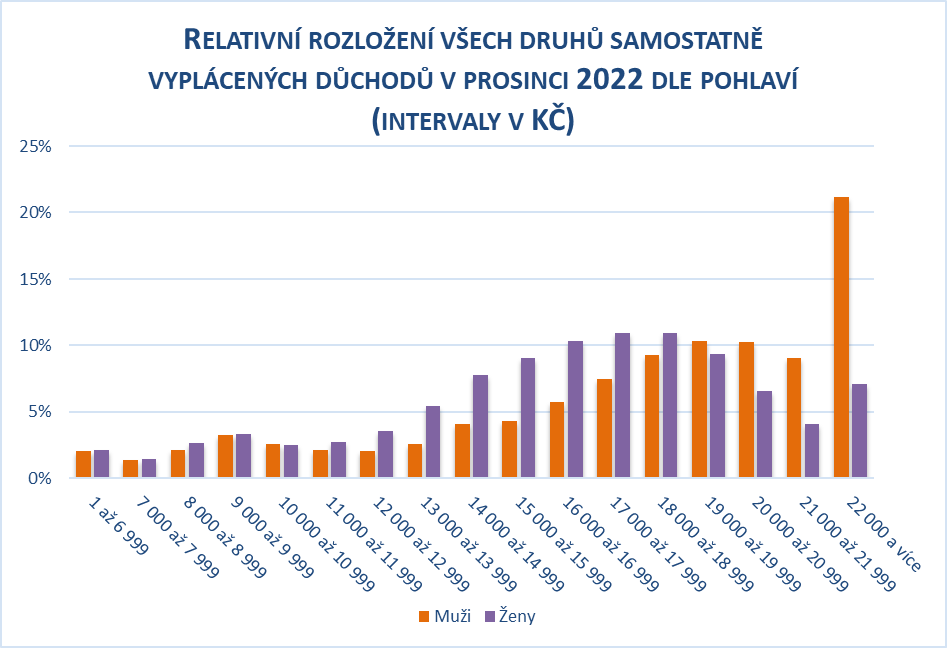 Relativní rozložení všech druhů samostatně
vyplácených důchodů v prosinci 2022 dle pohlaví
(intervaly v Kč)
25%
20%
15%
10%
5%
0%
1 až 6 999
7 000 až 7 999
8 000 až 8 999
9 000 až 9 999
10 000 až 10 999
11 000 až 11 999
12 000 až 12 999
13 000 až 13 999
14 000 až 14 999
15 000 až 15 999
16 000 až 16 999
17 000 až 17 999
18 000 až 18 999
19 000 až 19 999
20 000 až 20 999
21 000 až 21 999
22 000 a více
Muži Ženy